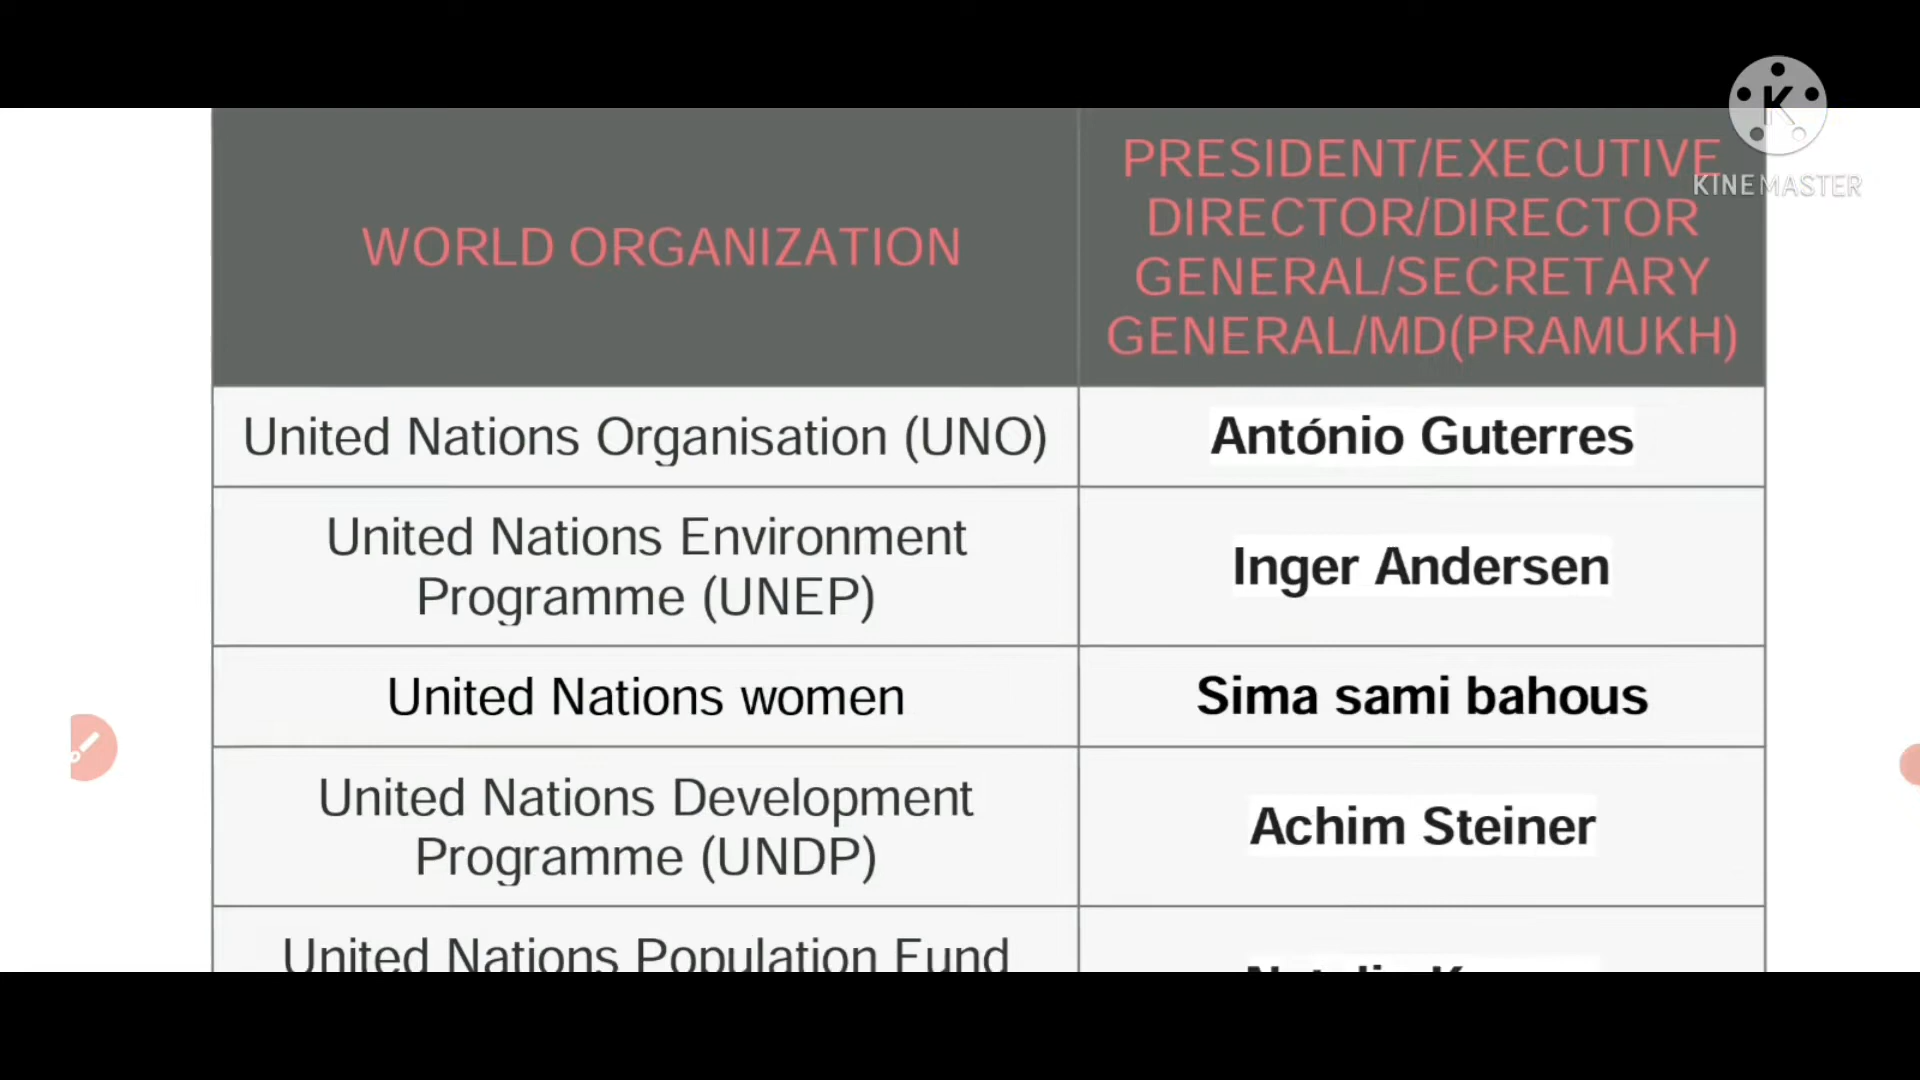 PRESIDENT/EXECUTIVE
DIRECTOR/DIRECTOR
GENERAL/SECRETARY
GENERAL/MD(PRAMUKH)
WORLD ORGANIZATION
K
KINEMASTER
United Nations Organisation (UNO)
António Guterres
United Nations Environment
Programme (UNEP)
Inger Andersen
United Nations women
Sima sami bahous
United Nations Development
Programme (UNDP)
Achim Steiner
United Nations Population Fund